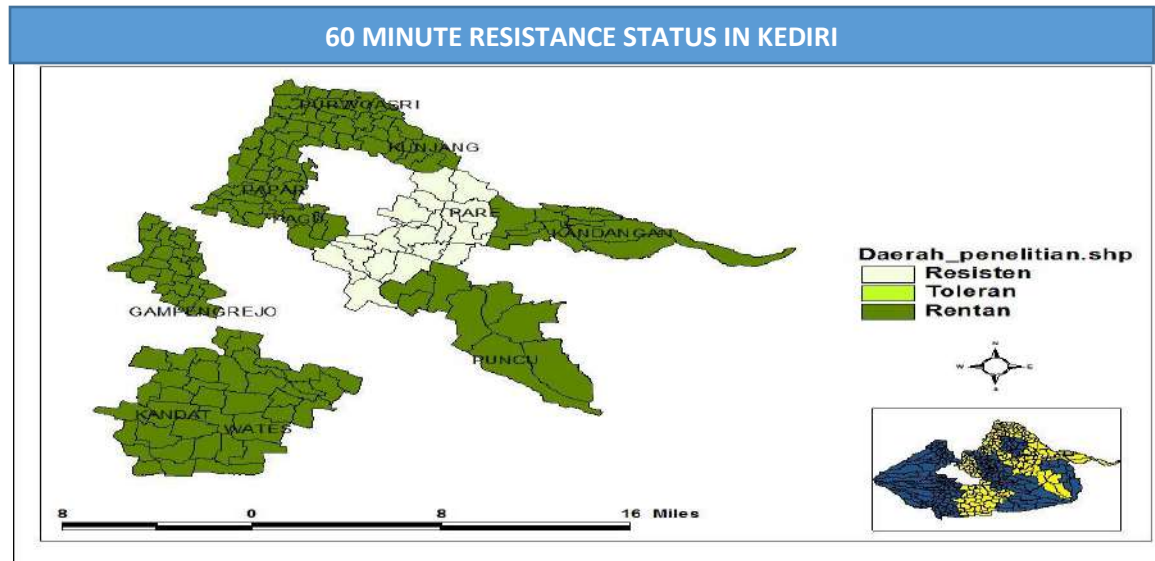 60 MINUTE RESISTANCE STATUS IN KEDIRI
PURWOASRI
KUNJANG
PAPAR
PAGU
PARE
KANDANGAN
GAMPENGREJO
PUNCU
KANDAT
WATES
Daerah_penelitian.shp
Resisten
Toleran
Rentan
N
W E
S
8 0 8 16 Miles